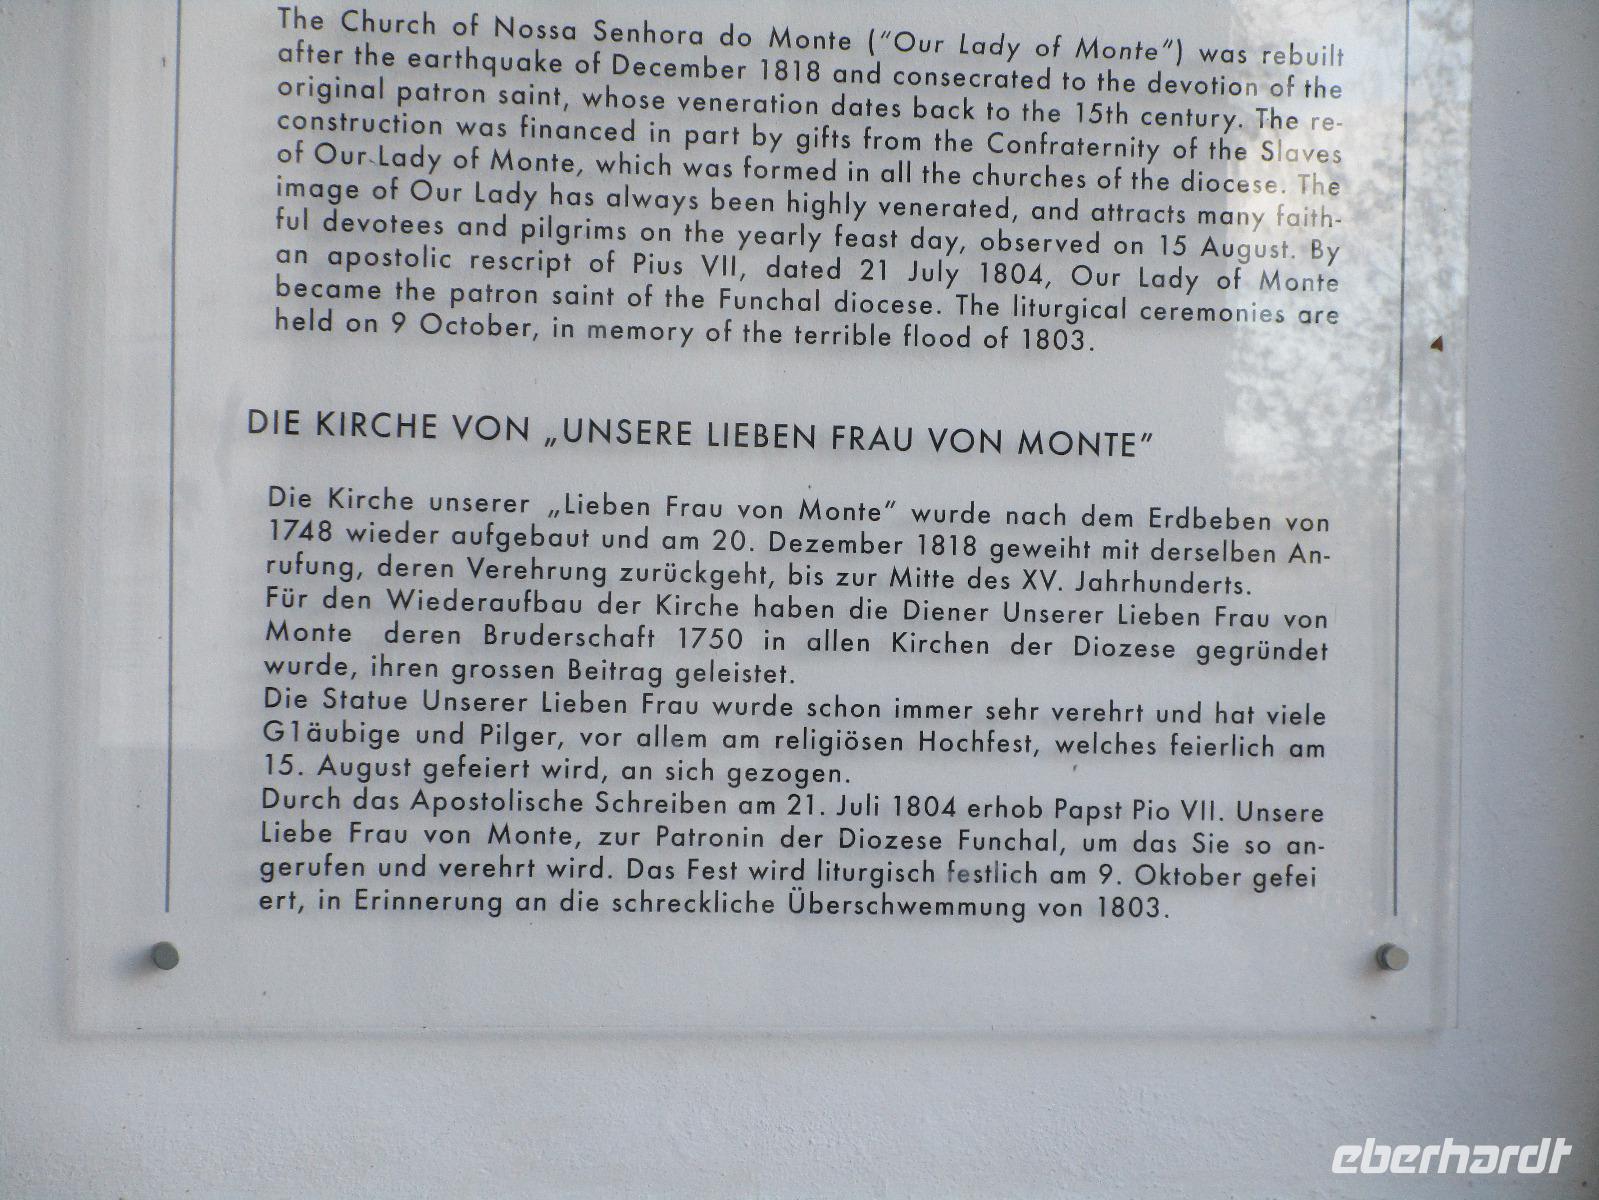 The Church of Nossa Senhora do Monte ("Our Lady of Monte") was rebuilt
after the earthquake of December 1818 and consecrated to the devotion of the
original patron saint, whose veneration dates back to the 15th century. The re-
construction was financed in part by gifts from the Confraternity of the Slaves
of Our Lady of Monte, which was formed in all the churches of the diocese. The
image of Our Lady has always been highly venerated, and attracts many faith-
ful devotees and pilgrims on the yearly feast day, observed on 15 August. By
an apostolic rescript of Pius VII, dated 21 July 1804, Our Lady of Monte
became the patron saint of the Funchal diocese. The liturgical ceremonies are
held on 9 October, in memory of the terrible flood of 1803.
DIE KIRCHE VON „UNSERE LIEBEN FRAU VON MONTE"
Die Kirche unserer „Lieben Frau von Monte" wurde nach dem Erdbeben von
1748 wieder aufgebaut und am 20. Dezember 1818 geweiht mit derselben An-
rufung, deren Verehrung zurückgeht, bis zur Mitte des XV. Jahrhunderts.
Für den Wiederaufbau der Kirche haben die Diener Unserer Lieben Frau von
Monte deren Bruderschaft 1750 in allen Kirchen der Diozese gegründet
wurde, ihren grossen Beitrag geleistet.
Die Statue Unserer Lieben Frau wurde schon immer sehr verehrt und hat viele
G1äubige und Pilger, vor allem am religiösen Hochfest, welches feierlich am
15. August gefeiert wird, an sich gezogen.
Durch das Apostolische Schreiben am 21. Juli 1804 erhob Papst Pio VII. Unsere
Liebe Frau von Monte, zur Patronin der Diozese Funchal, um das Sie so an-
gerufen und verehrt wird. Das Fest wird liturgisch festlich am 9. Oktober gefei
ert, in Erinnerung an die schreckliche Überschwemmung von 1803.
eberhardt